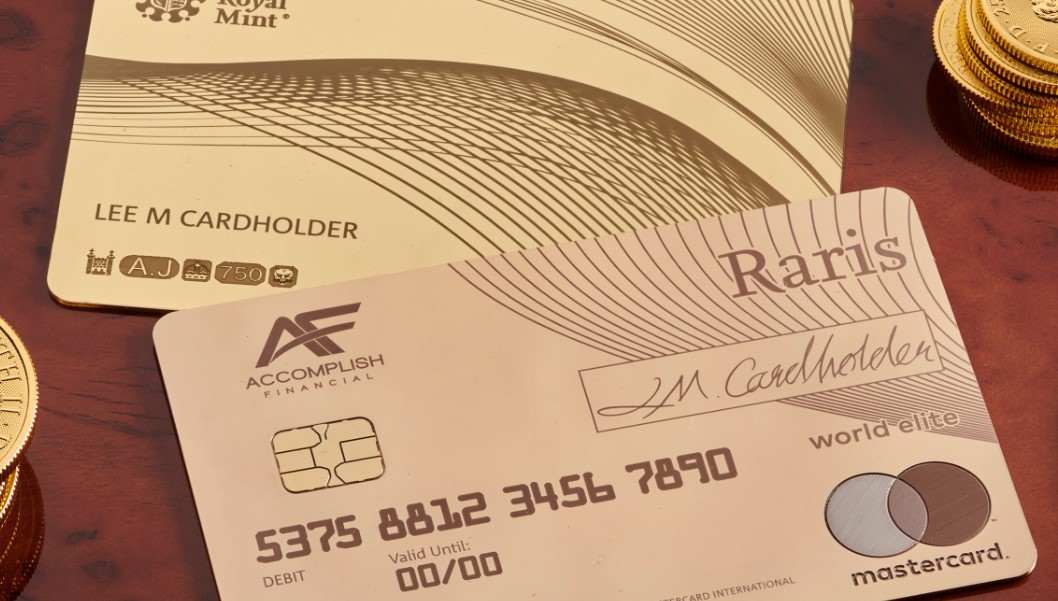 Royal
Mint®
LEE M CARDHOLDER
A.J 750
Raris
AF
ACCOMPLISH
FINANCIAL
L M. Cardholder
world elite
5375 8812 3456 7890
Valid Until:
DEBIT 00/00
mastercard.
INTERNATIONAL